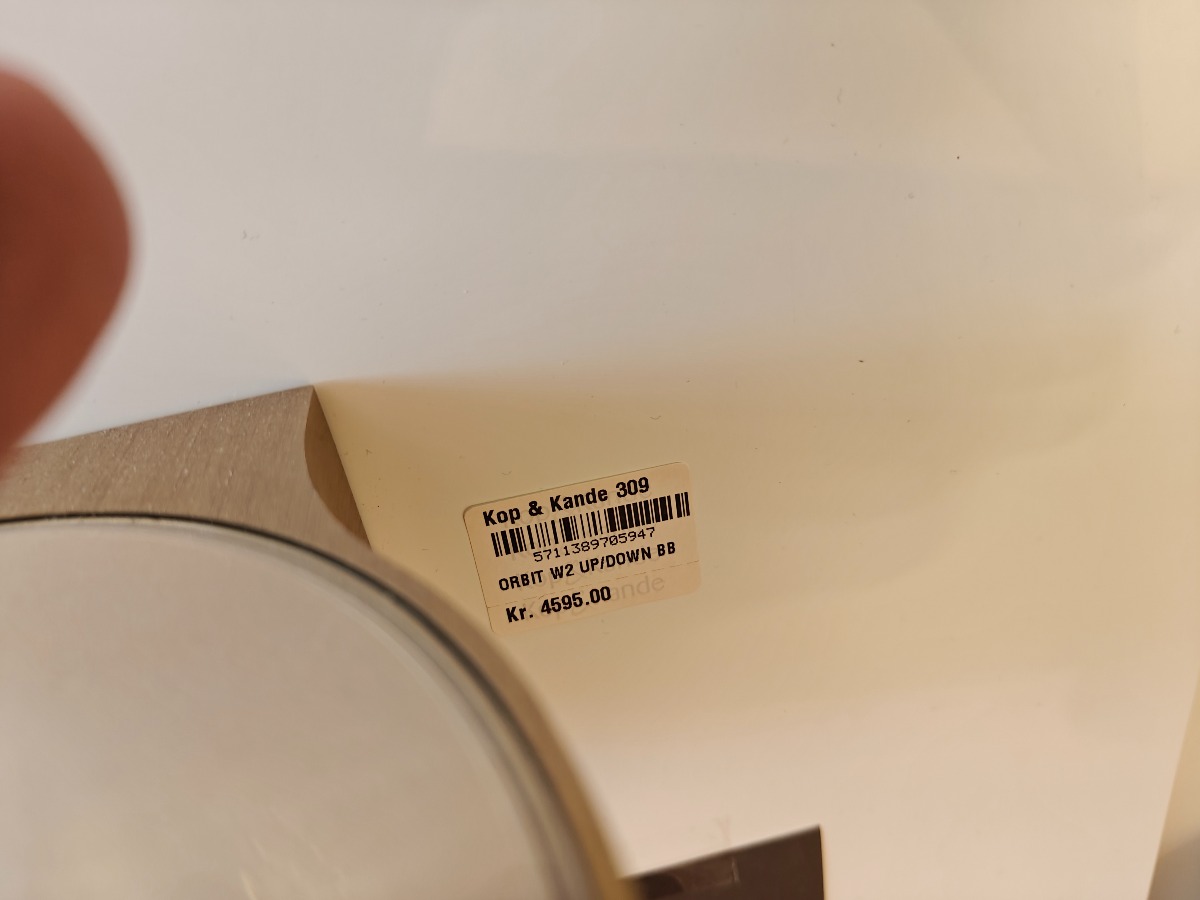 Kop & Kande 309
5711389705947
ORBIT W2 UP/DOWN BB
Kr. 4595.00